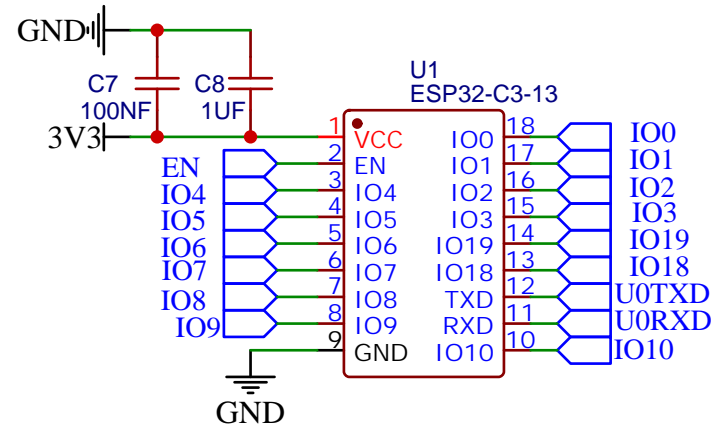 GND
C7
100NF
C8
1UF
3V3
U1
ESP32-C3-13
1 VCC IO0 18 IO0
EN 2 EN IO1 17 IO1
IO4 3 IO4 IO2 16 IO2
IO5 4 IO5 IO3 15 IO3
IO6 5 IO6 IO19 14 IO19
IO7 6 IO7 IO18 13 IO18
IO8 7 IO8 TXD 12 U0TXD
IO9 8 IO9 RXD 11 U0RXD
9 GND IO10 10 IO10
GND